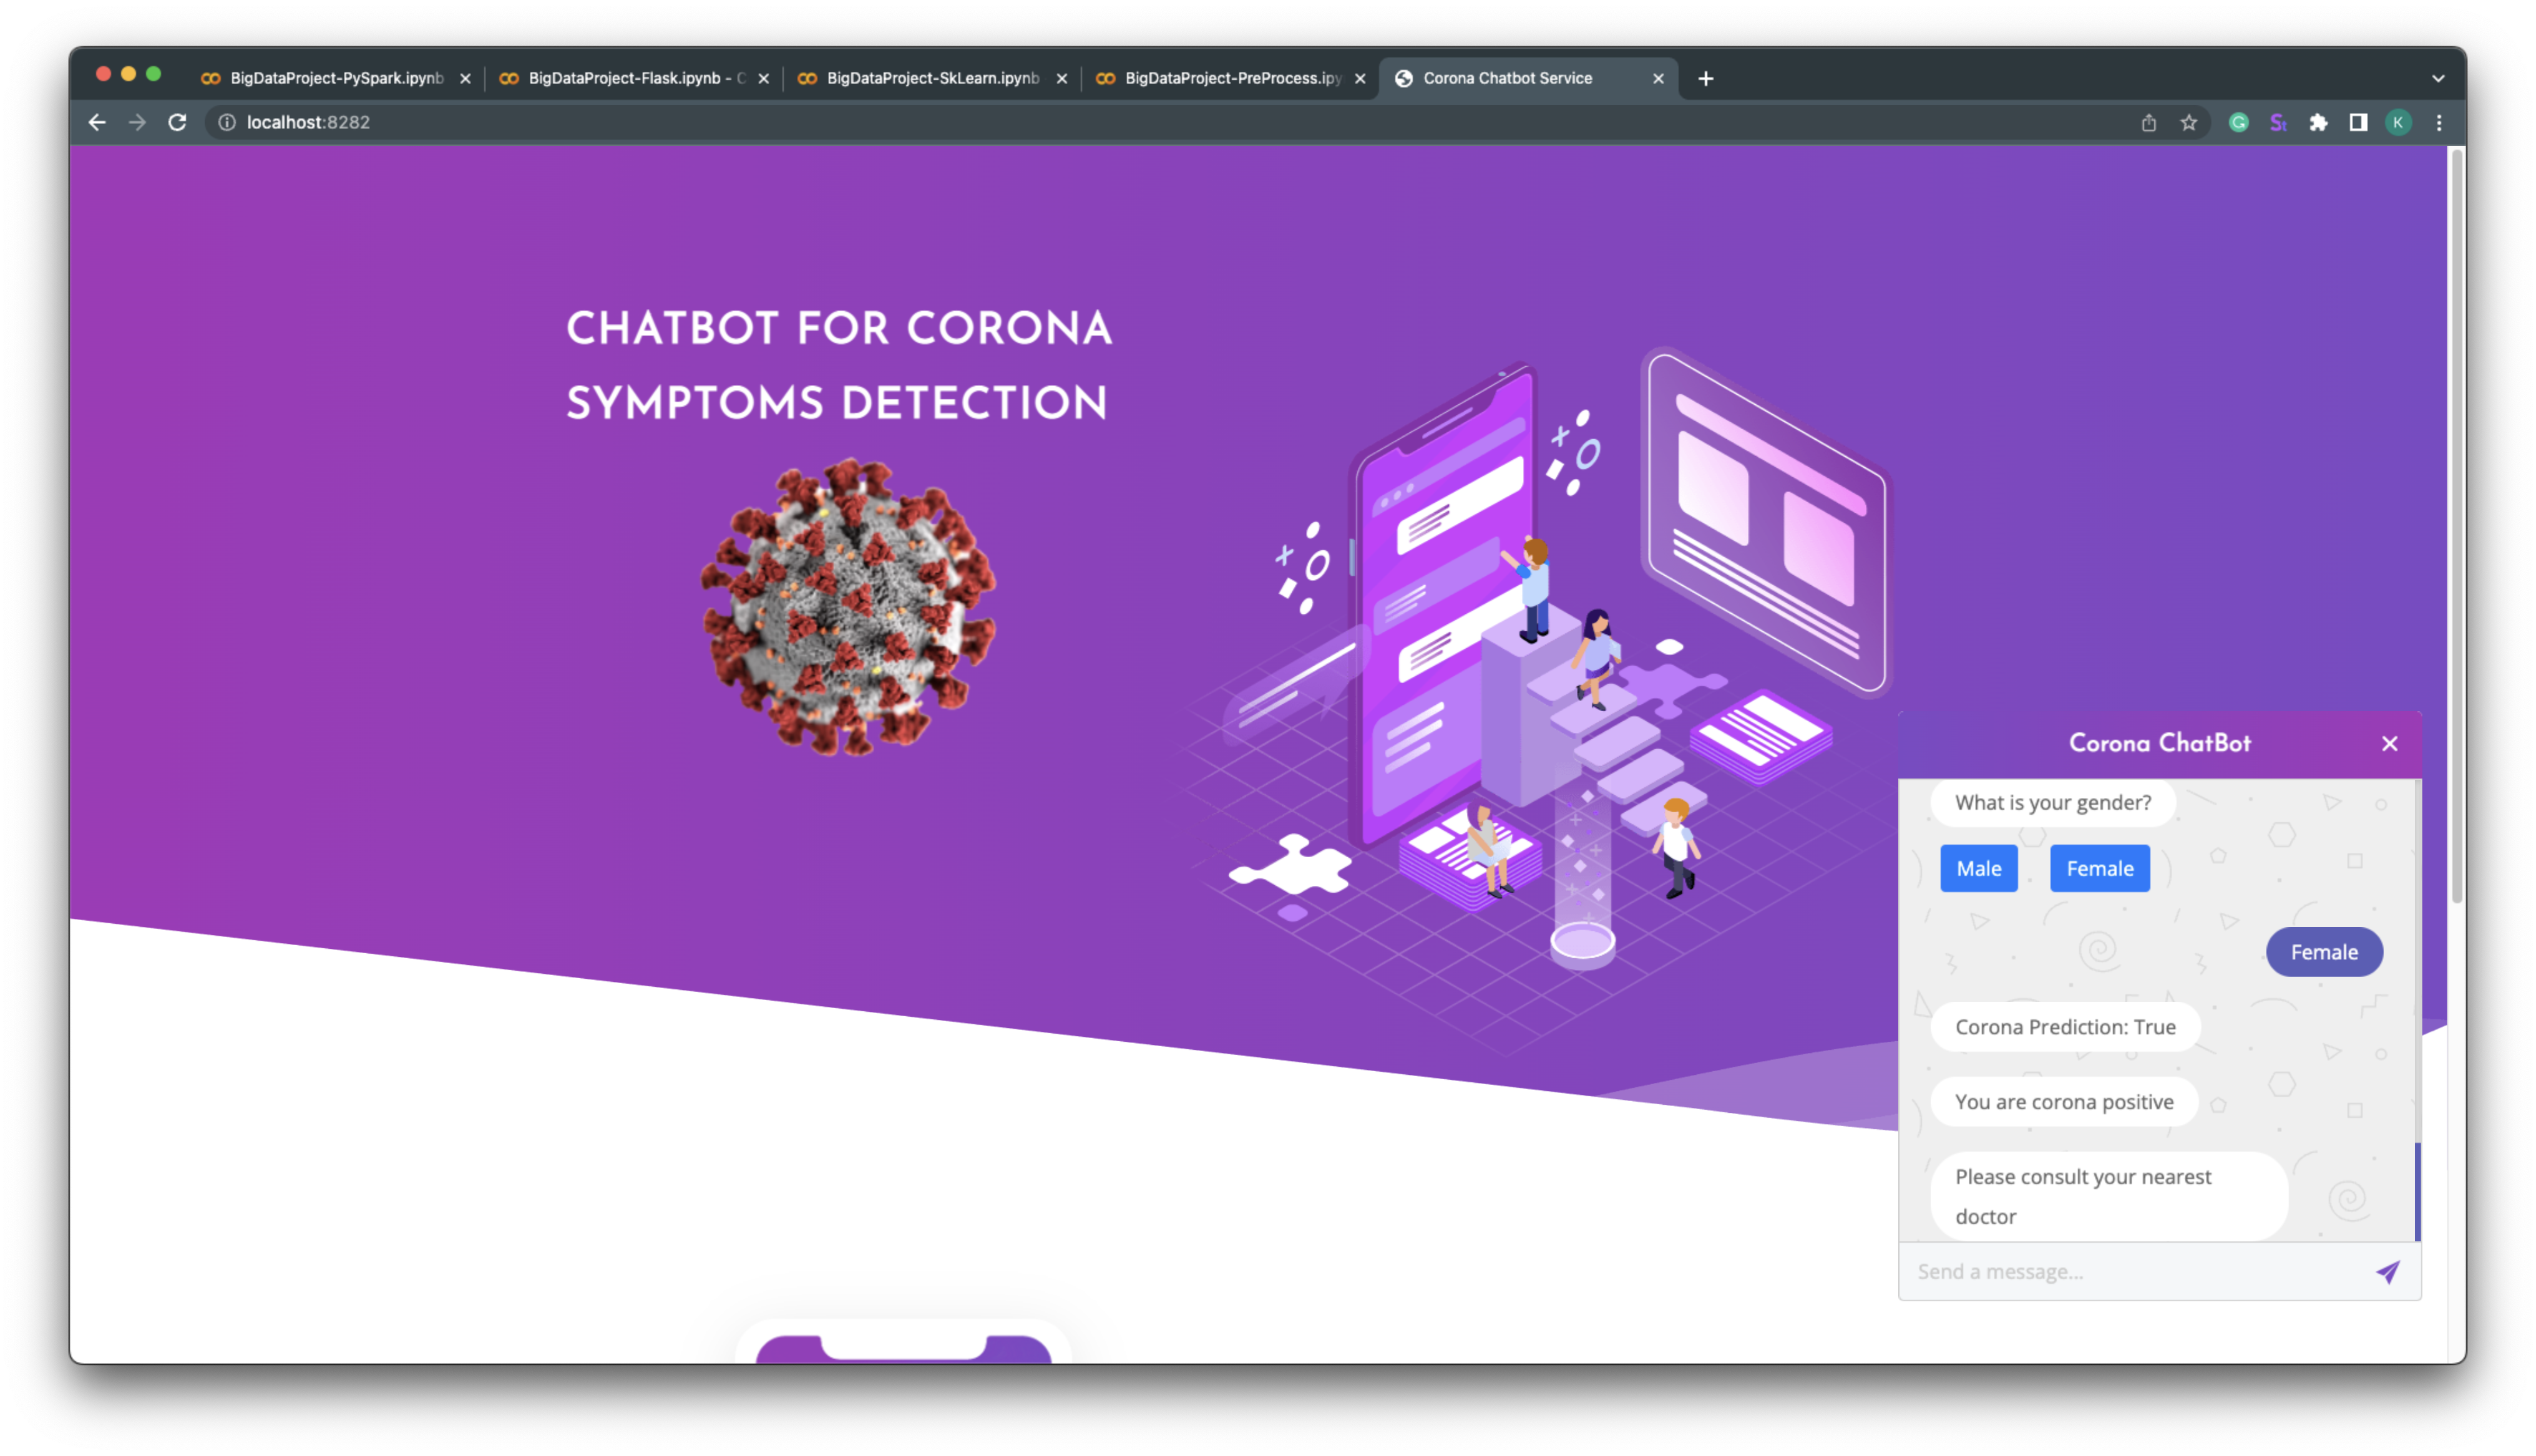 BigDataProject-PySpark.ipynb
BigDataProject-Flask.ipynb - C
BigDataProject-SkLearn.ipynb
BigDataProject-PreProcess.ipy
Corona Chatbot Service
localhost:8282
St
K
CHATBOT FOR CORONA
SYMPTOMS DETECTION
Corona ChatBot
What is your gender?
Male
Female
Female
Corona Prediction: True
You are corona positive
Please consult your nearest
doctor
Send a message...